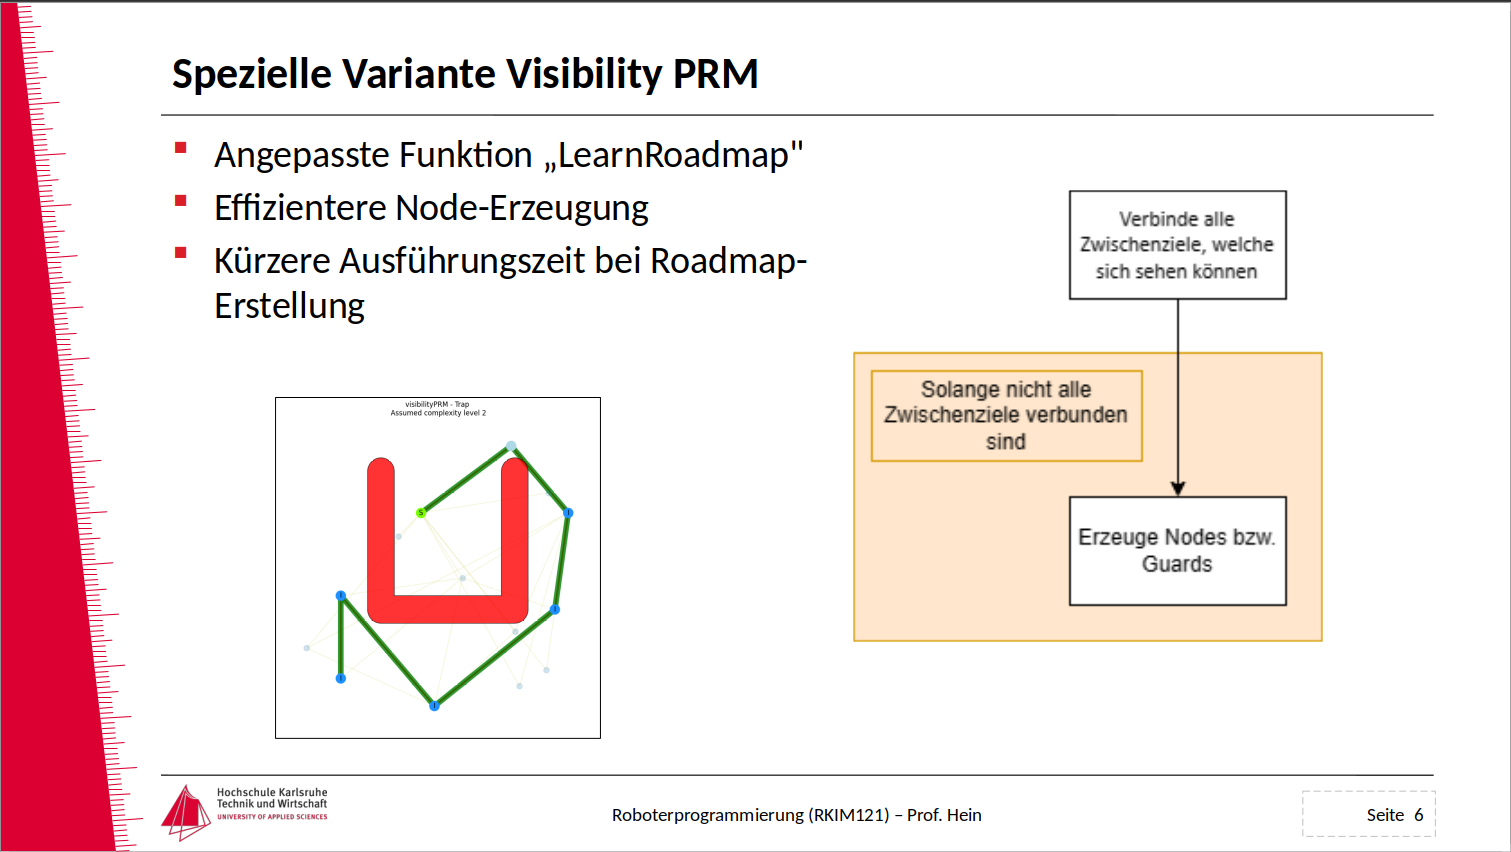 Spezielle Variante Visibility PRM
Angepasste Funktion „LearnRoadmap"
Effizientere Node-Erzeugung
Kürzere Ausführungszeit bei Roadmap-
Erstellung
Verbinde alle
Zwischenziele, welche
sich sehen können
Solange nicht alle
Zwischenziele verbunden
sind
Erzeuge Nodes bzw.
Guards
visibilityPRM - Trap
Assumed complexity level 2
S
I
I
I
I
I
Hochschule Karlsruhe
Technik und Wirtschaft
UNIVERSITY OF APPLIED SCIENCES
Roboterprogrammierung (RKIM121) – Prof. Hein
Seite 6